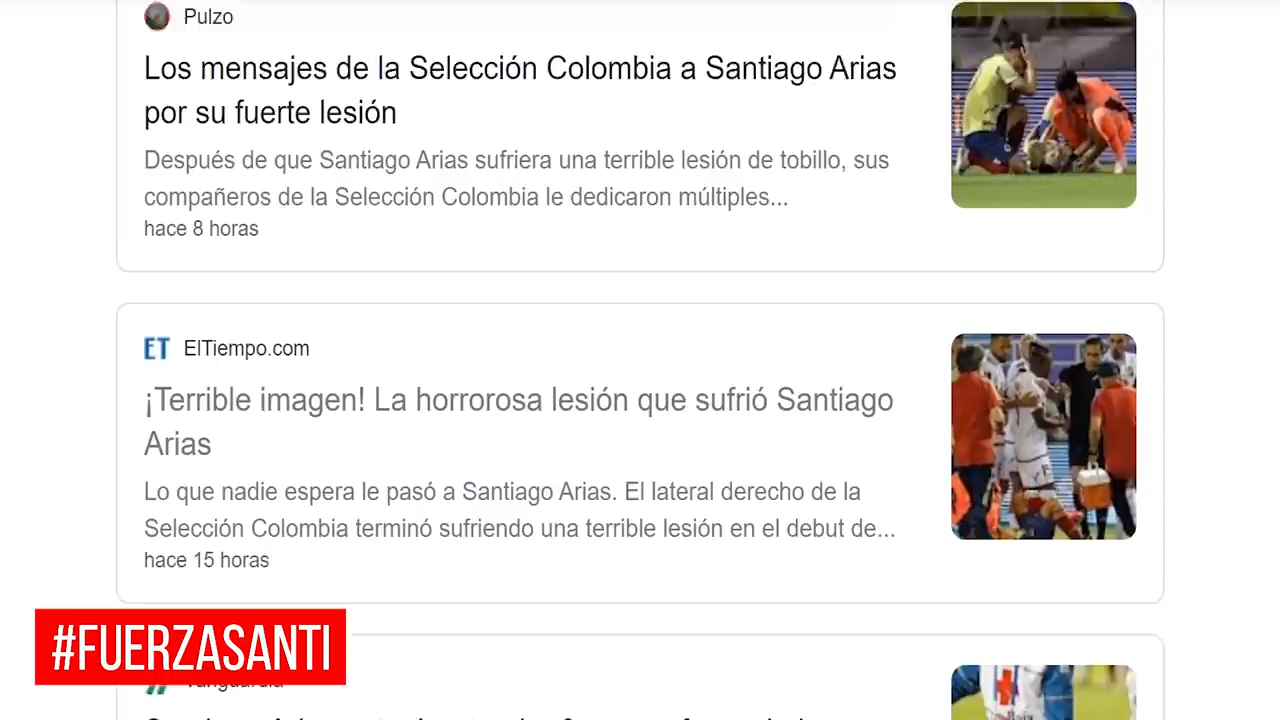 Pulzo
Los mensajes de la Selección Colombia a Santiago Arias
por su fuerte lesión
Después de que Santiago Arias sufriera una terrible lesión de tobillo, sus
compañeros de la Selección Colombia le dedicaron múltiples...
hace 8 horas
ET ElTiempo.com
¡Terrible imagen! La horrorosa lesión que sufrió Santiago
Arias
Lo que nadie espera le pasó a Santiago Arias. El lateral derecho de la
Selección Colombia terminó sufriendo una terrible lesión en el debut de...
hace 15 horas
#FUERZASANTI